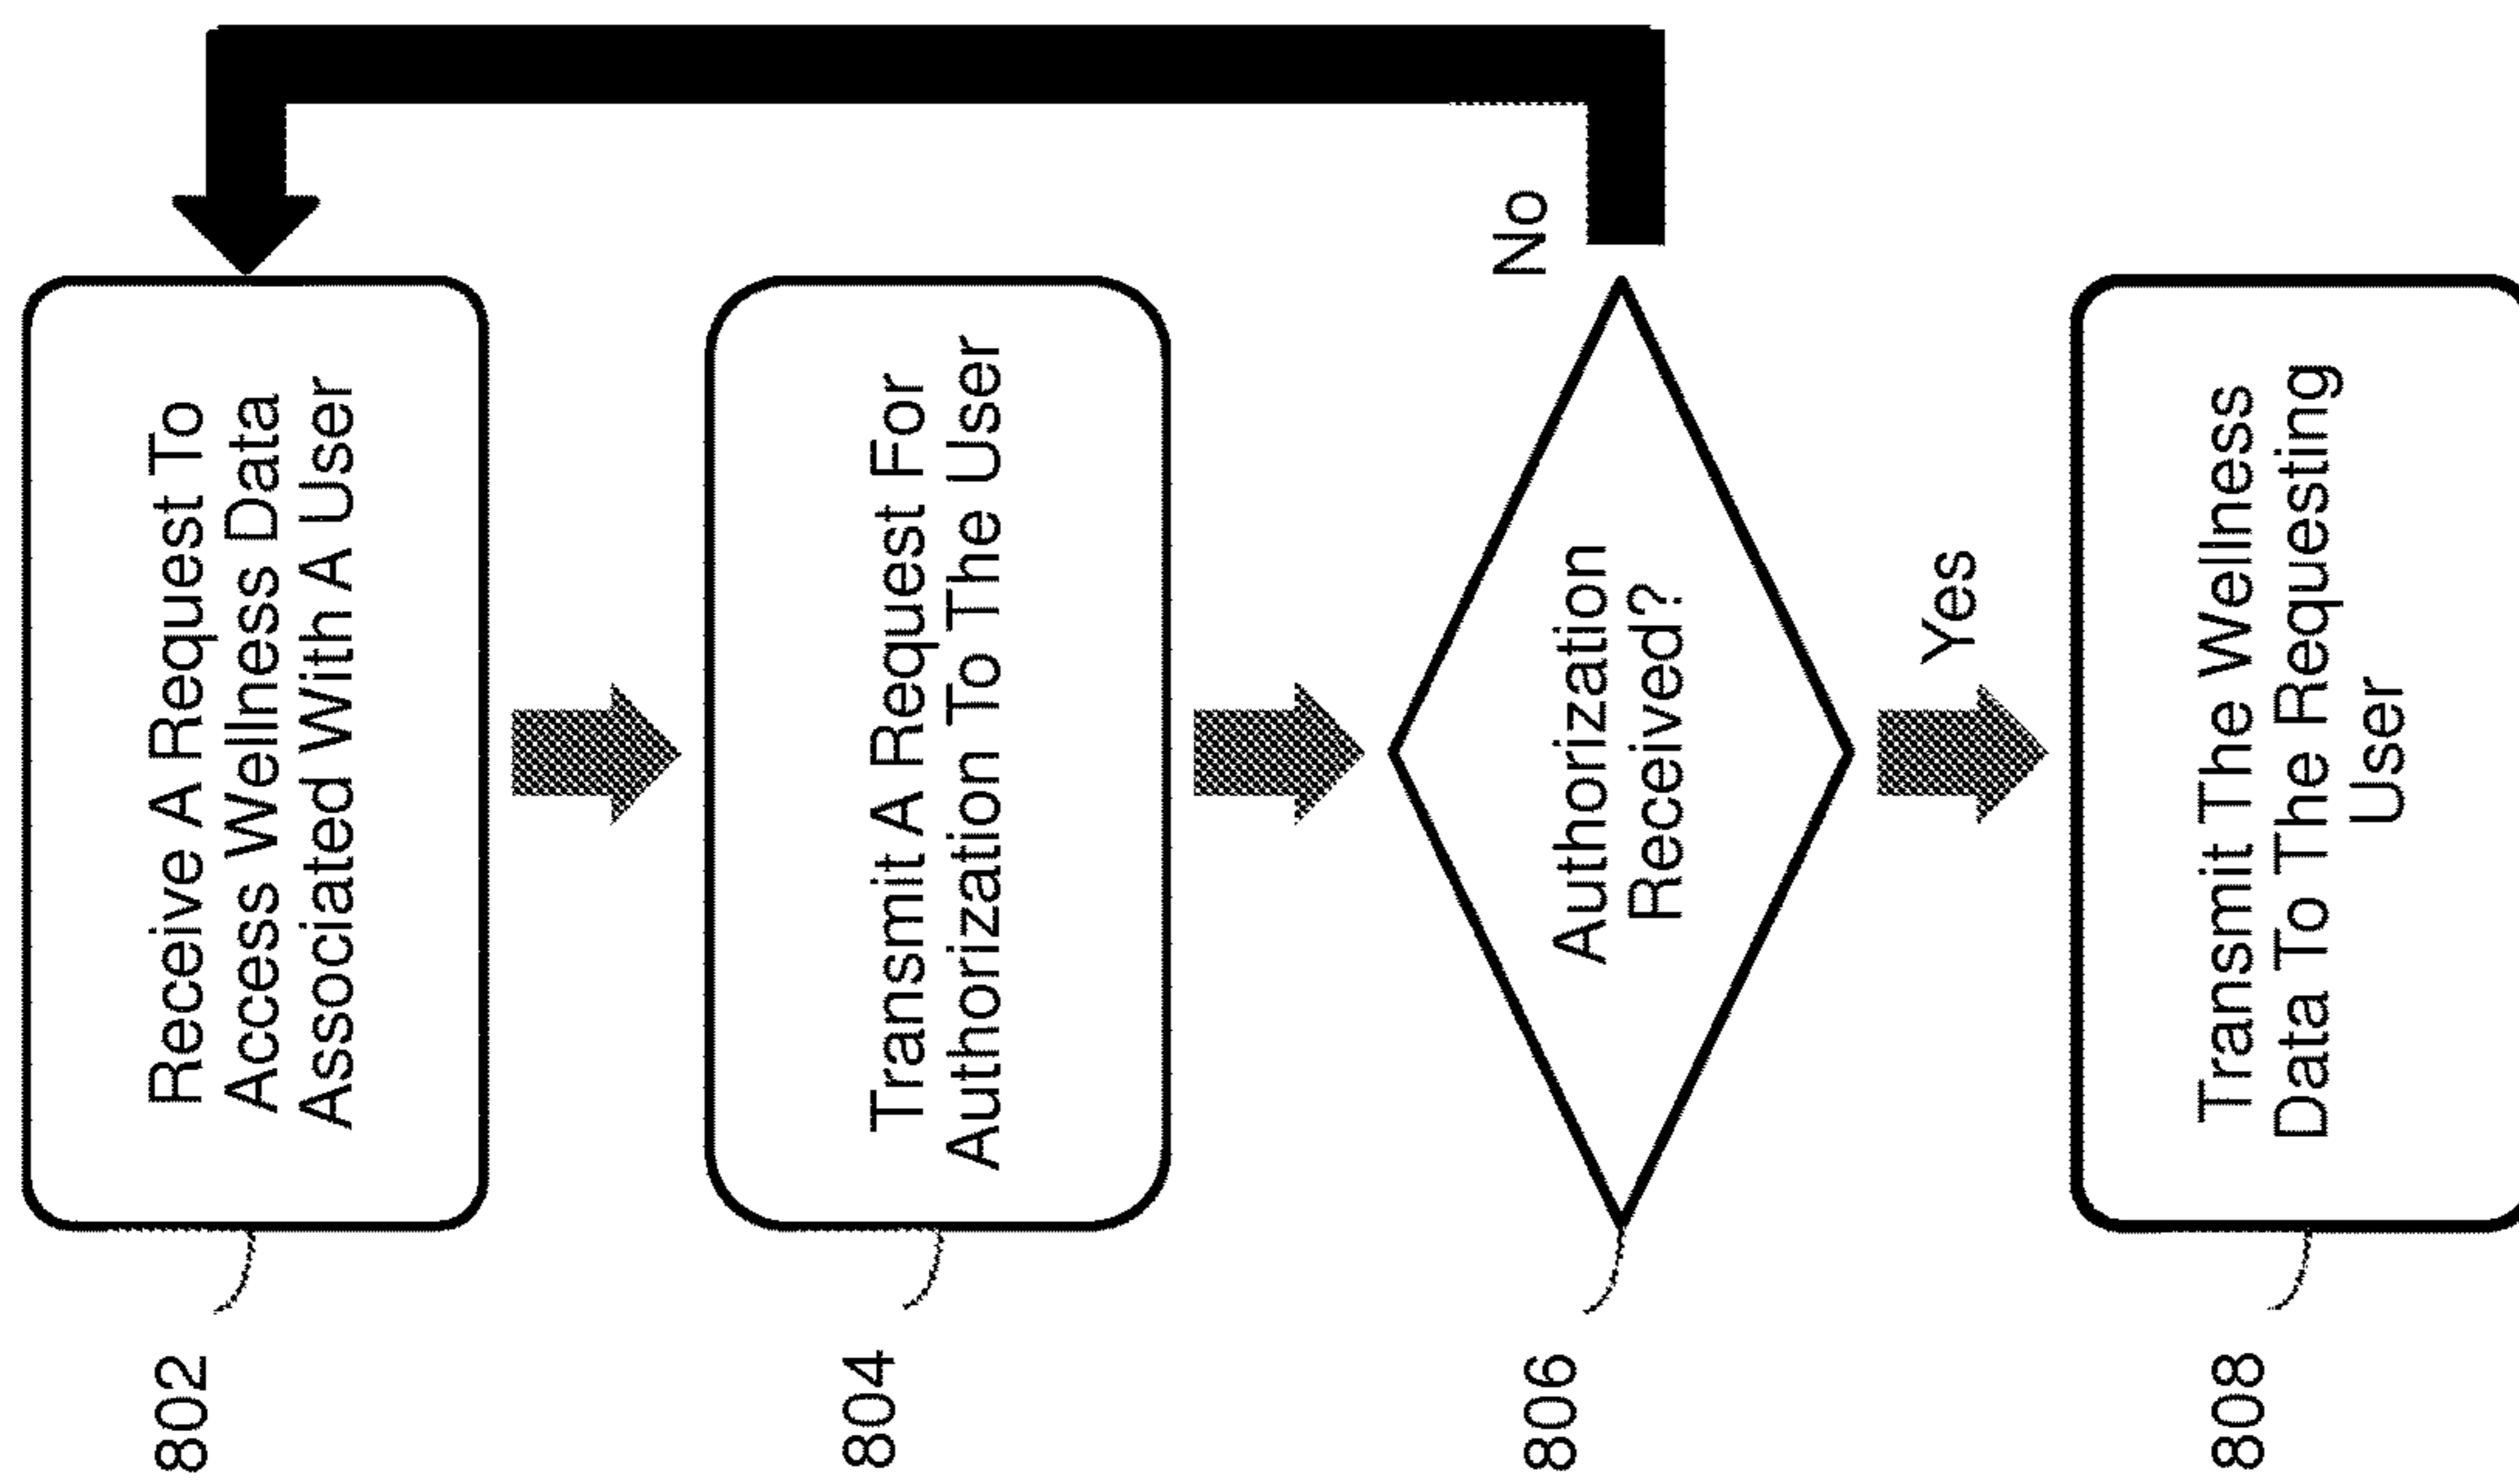 802
Receive A Request To
Access Wellness Data
Associated With A User
804
Transmit A Request For
Authorization To The User
806
Authorization
Received?
No
Yes
808
Transmit The Wellness
Data To The Requesting
User